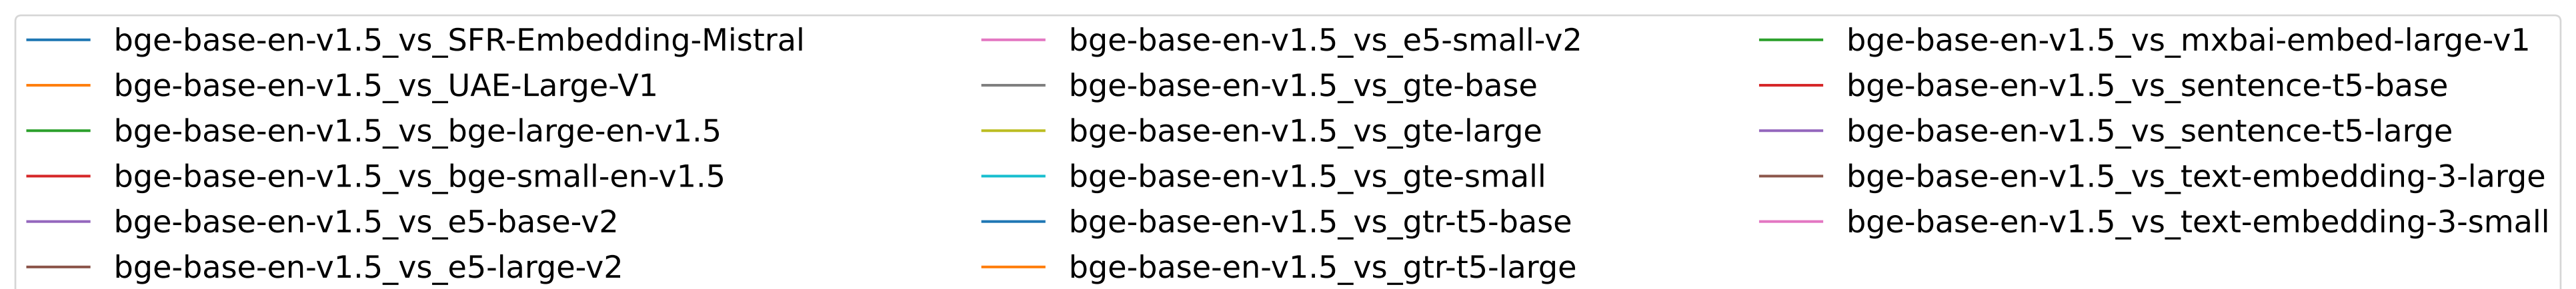 bge-base-en-v1.5_vs_SFR-Embedding-Mistral
bge-base-en-v1.5_vs_UAE-Large-V1
bge-base-en-v1.5_vs_bge-large-en-v1.5
bge-base-en-v1.5_vs_bge-small-en-v1.5
bge-base-en-v1.5_vs_e5-base-v2
bge-base-en-v1.5_vs_e5-large-v2
bge-base-en-v1.5_vs_e5-small-v2
bge-base-en-v1.5_vs_gte-base
bge-base-en-v1.5_vs_gte-large
bge-base-en-v1.5_vs_gte-small
bge-base-en-v1.5_vs_gtr-t5-base
bge-base-en-v1.5_vs_gtr-t5-large
bge-base-en-v1.5_vs_mxbai-embed-large-v1
bge-base-en-v1.5_vs_sentence-t5-base
bge-base-en-v1.5_vs_sentence-t5-large
bge-base-en-v1.5_vs_text-embedding-3-large
bge-base-en-v1.5_vs_text-embedding-3-small